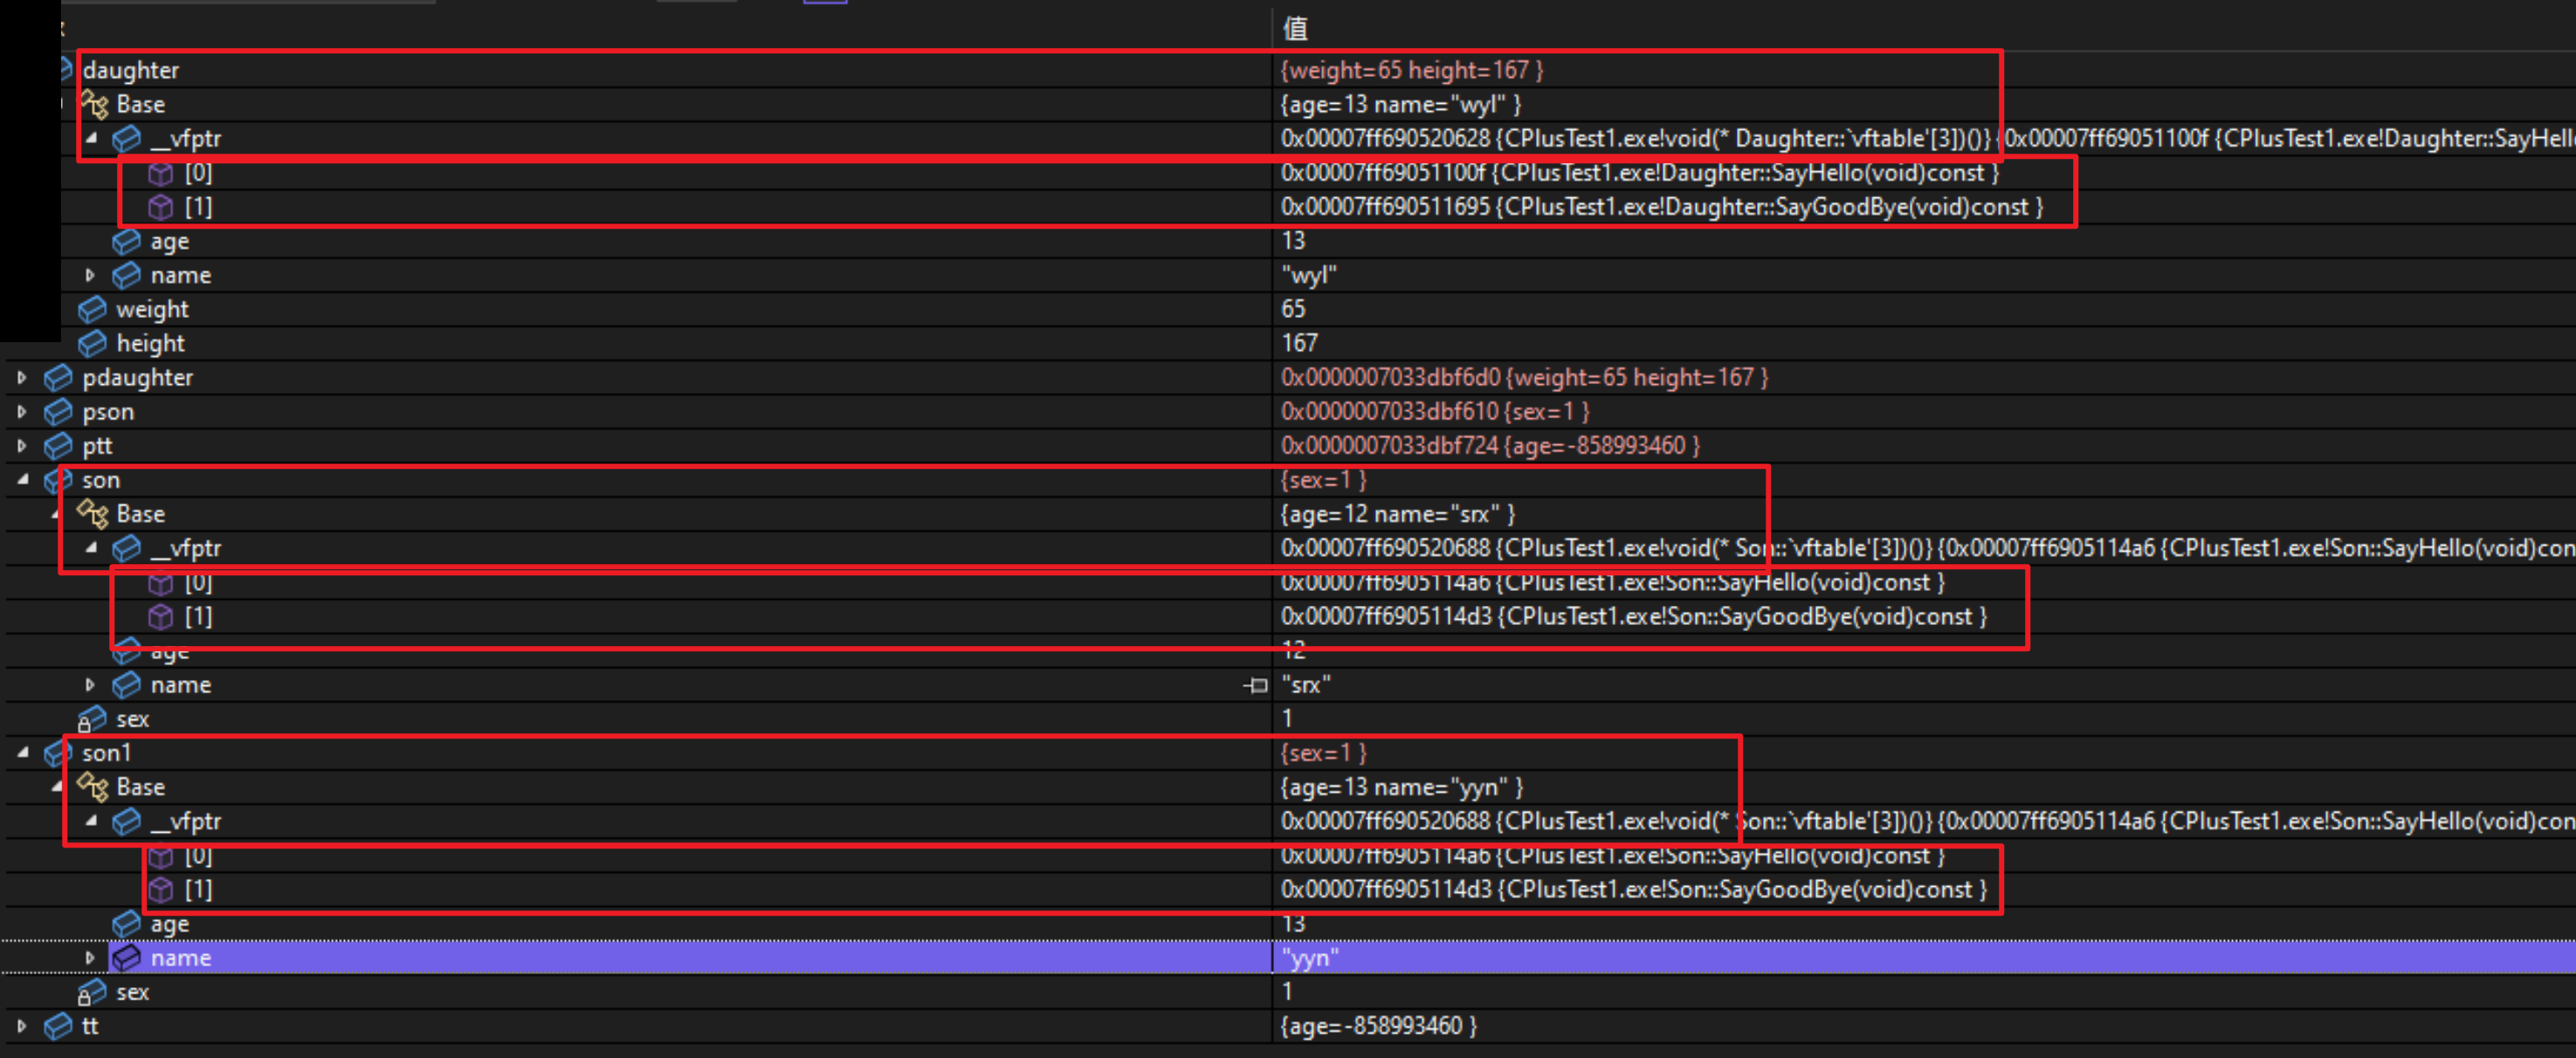 值
daughter {weight=65 height=167 }
Base {age=13 name="wyl" }
__vfptr 0x00007ff690520628 {CPlusTest1.exe!void(* Daughter::`vftable'[3])()} {0x00007ff69051100f {CPlusTest1.exe!Daughter::SayHell
[0] 0x00007ff69051100f {CPlusTest1.exe!Daughter::SayHello(void)const }
[1] 0x00007ff690511695 {CPlusTest1.exe!Daughter::SayGoodBye(void)const }
age 13
name "wyl"
weight 65
height 167
pdaughter 0x0000007033dbf6d0 {weight=65 height=167 }
pson 0x0000007033dbf610 {sex=1 }
ptt 0x0000007033dbf724 {age=-858993460 }
son {sex=1 }
Base {age=12 name="srx" }
__vfptr 0x00007ff690520688 {CPlusTest1.exe!void(* Son::`vftable'[3])()} {0x00007ff6905114a6 {CPlusTest1.exe!Son::SayHello(void)con
[0] 0x00007ff6905114a6 {CPlusTest1.exe!Son::SayHello(void)const }
[1] 0x00007ff6905114d3 {CPlusTest1.exe!Son::SayGoodBye(void)const }
age 12
name "srx"
sex 1
son1 {sex=1 }
Base {age=13 name="yyn" }
__vfptr 0x00007ff690520688 {CPlusTest1.exe!void(* Son::`vftable'[3])()} {0x00007ff6905114a6 {CPlusTest1.exe!Son::SayHello(void)con
[0] 0x00007ff6905114a6 {CPlusTest1.exe!Son::SayHello(void)const }
[1] 0x00007ff6905114d3 {CPlusTest1.exe!Son::SayGoodBye(void)const }
age 13
name "yyn"
sex 1
tt {age=-858993460 }